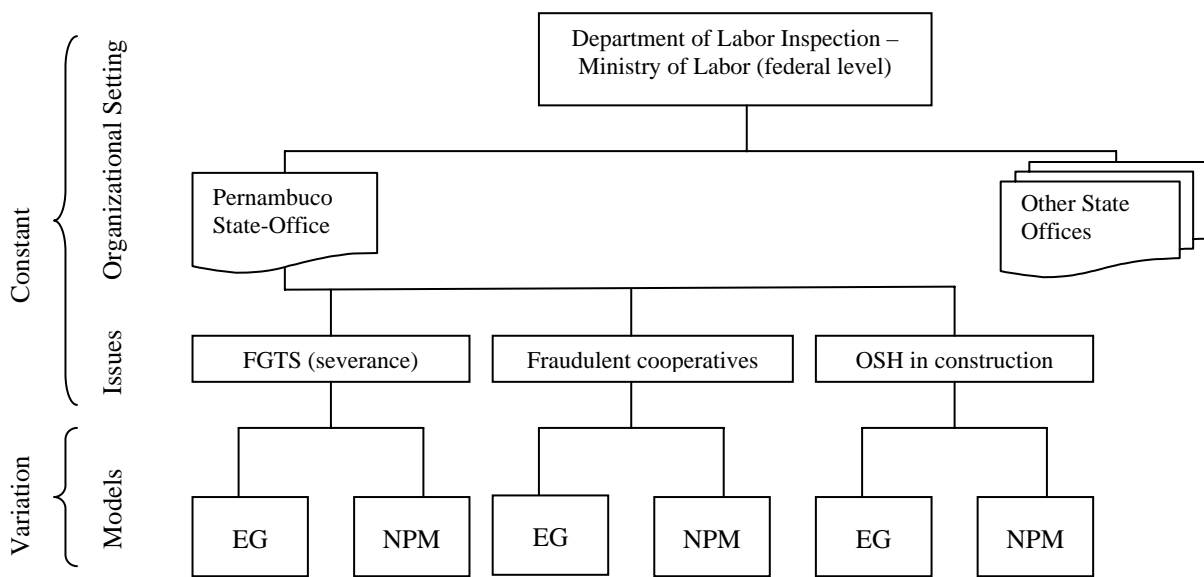 Department of Labor Inspection –
Ministry of Labor (federal level)
Constant
Organizational Setting
Pernambuco
State-Office
Other State
Offices
Issues
FGTS (severance)
Fraudulent cooperatives
OSH in construction
Variation
Models
EG
NPM
EG
NPM
EG
NPM